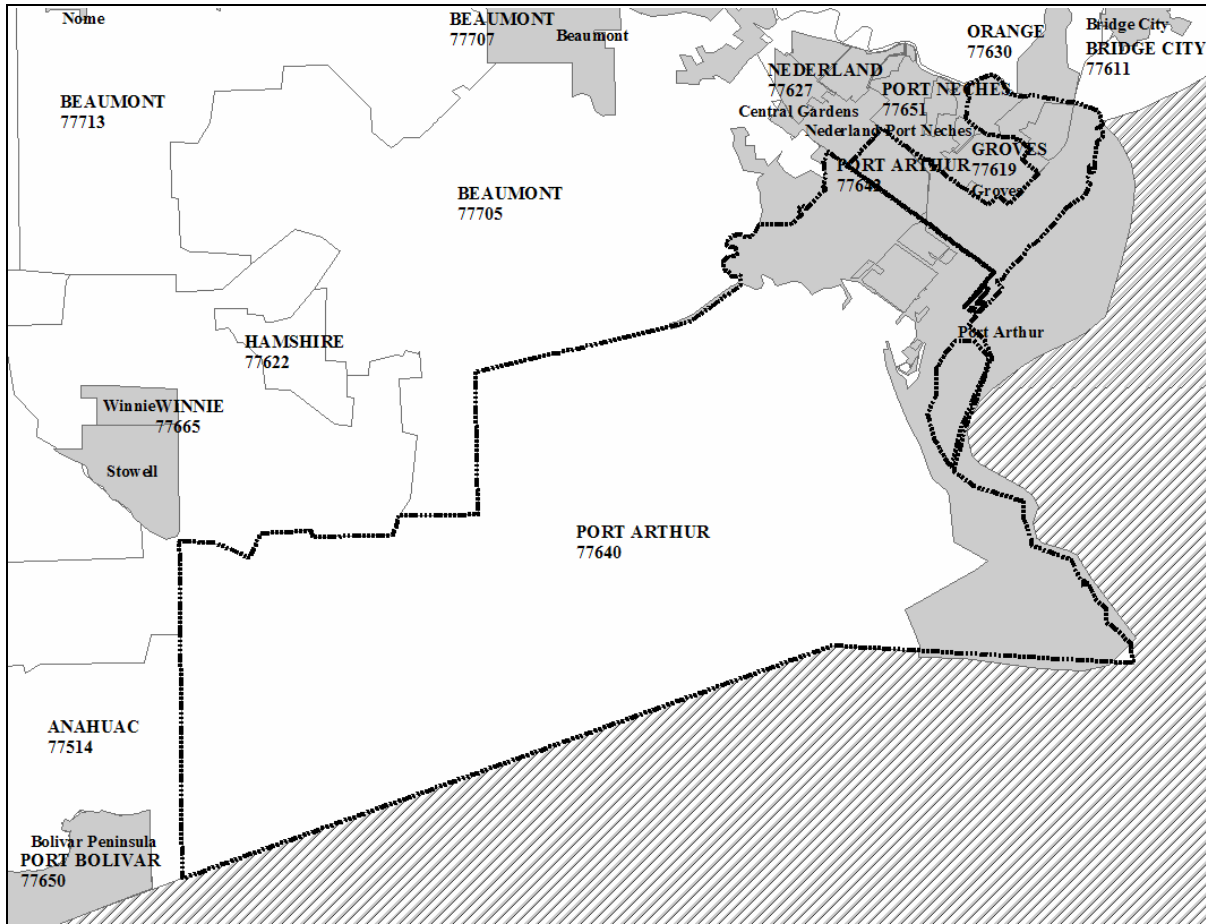 Nome
BEAUMONT
77707
Beaumont
ORANGE
77630
Bridge City
BRIDGE CITY
77611
BEAUMONT
77713
NEDERLAND
77627
PORT NECHES
77651
Central Gardens
Nederland
Port Neches
GROVES
77619
Groves
PORT ARTHUR
77642
BEAUMONT
77705
Port Arthur
HAMSHIRE
77622
Winnie
WINNIE
77665
Stowell
PORT ARTHUR
77640
ANAHUAC
77514
Bolivar Peninsula
PORT BOLIVAR
77650